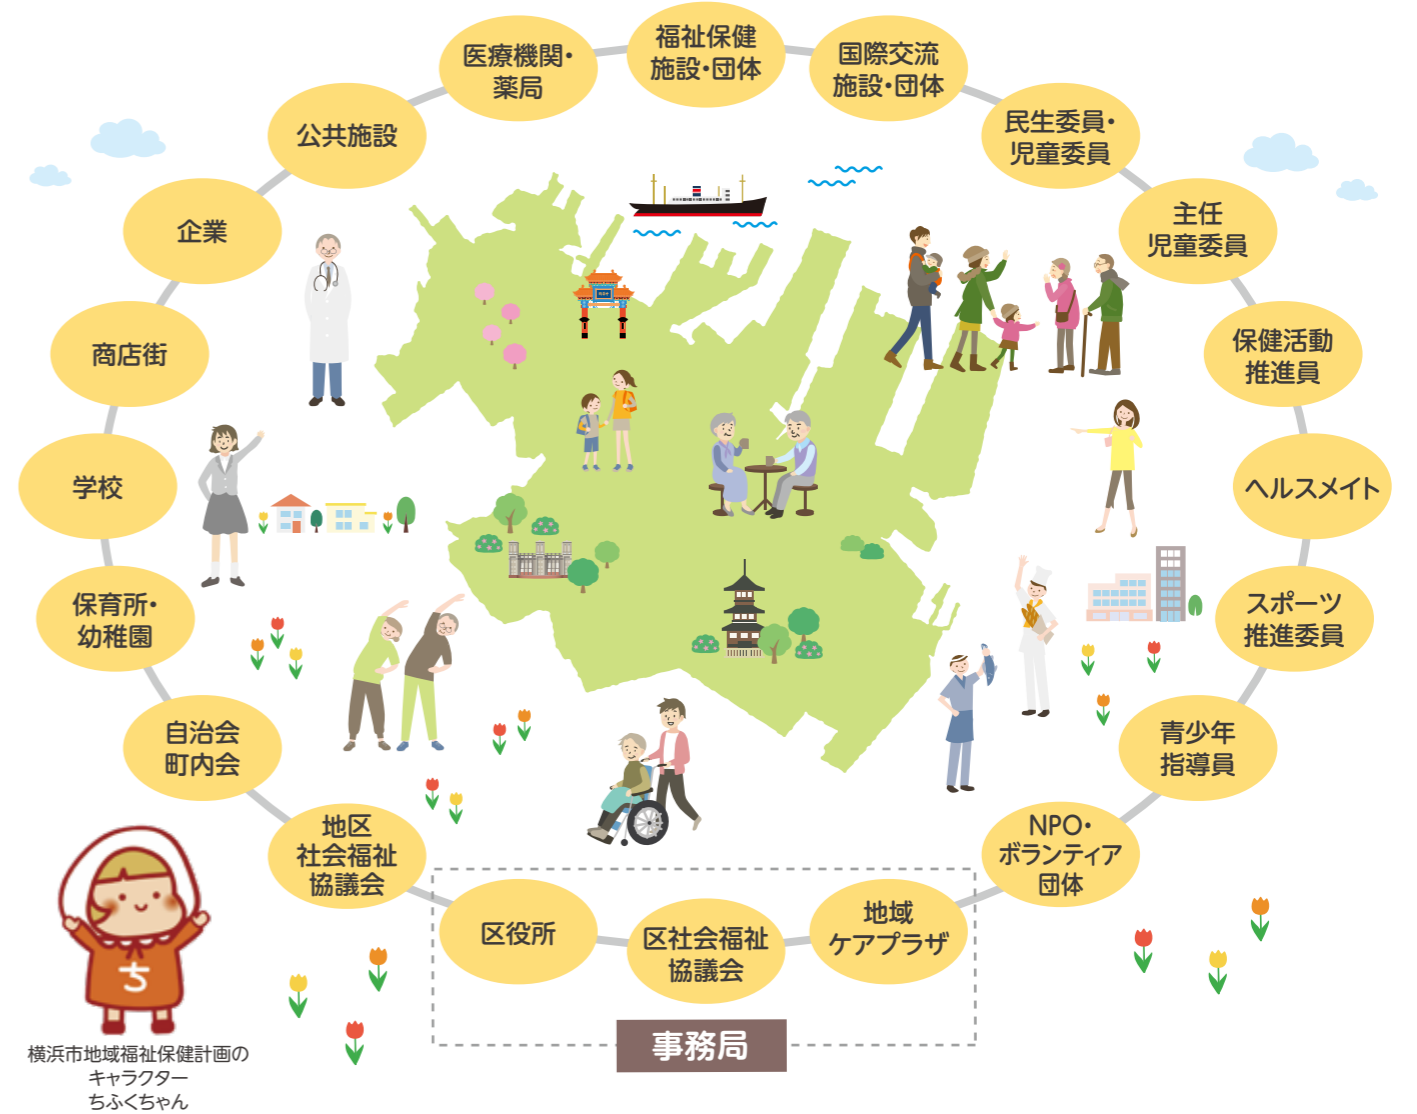 福祉保健
施設・団体
国際交流
施設・団体
民生委員・
児童委員
主任
児童委員
保健活動
推進員
ヘルスメイト
スポーツ
推進委員
青少年
指導員
NPO・
ボランティア
団体
地域
ケアプラザ
区社会福祉
協議会
区役所
事務局
地区
社会福祉
協議会
自治会
町内会
保育所・
幼稚園
学校
商店街
企業
公共施設
医療機関・
薬局
ち
横浜市地域福祉保健計画の
キャラクター
ちふくちゃん